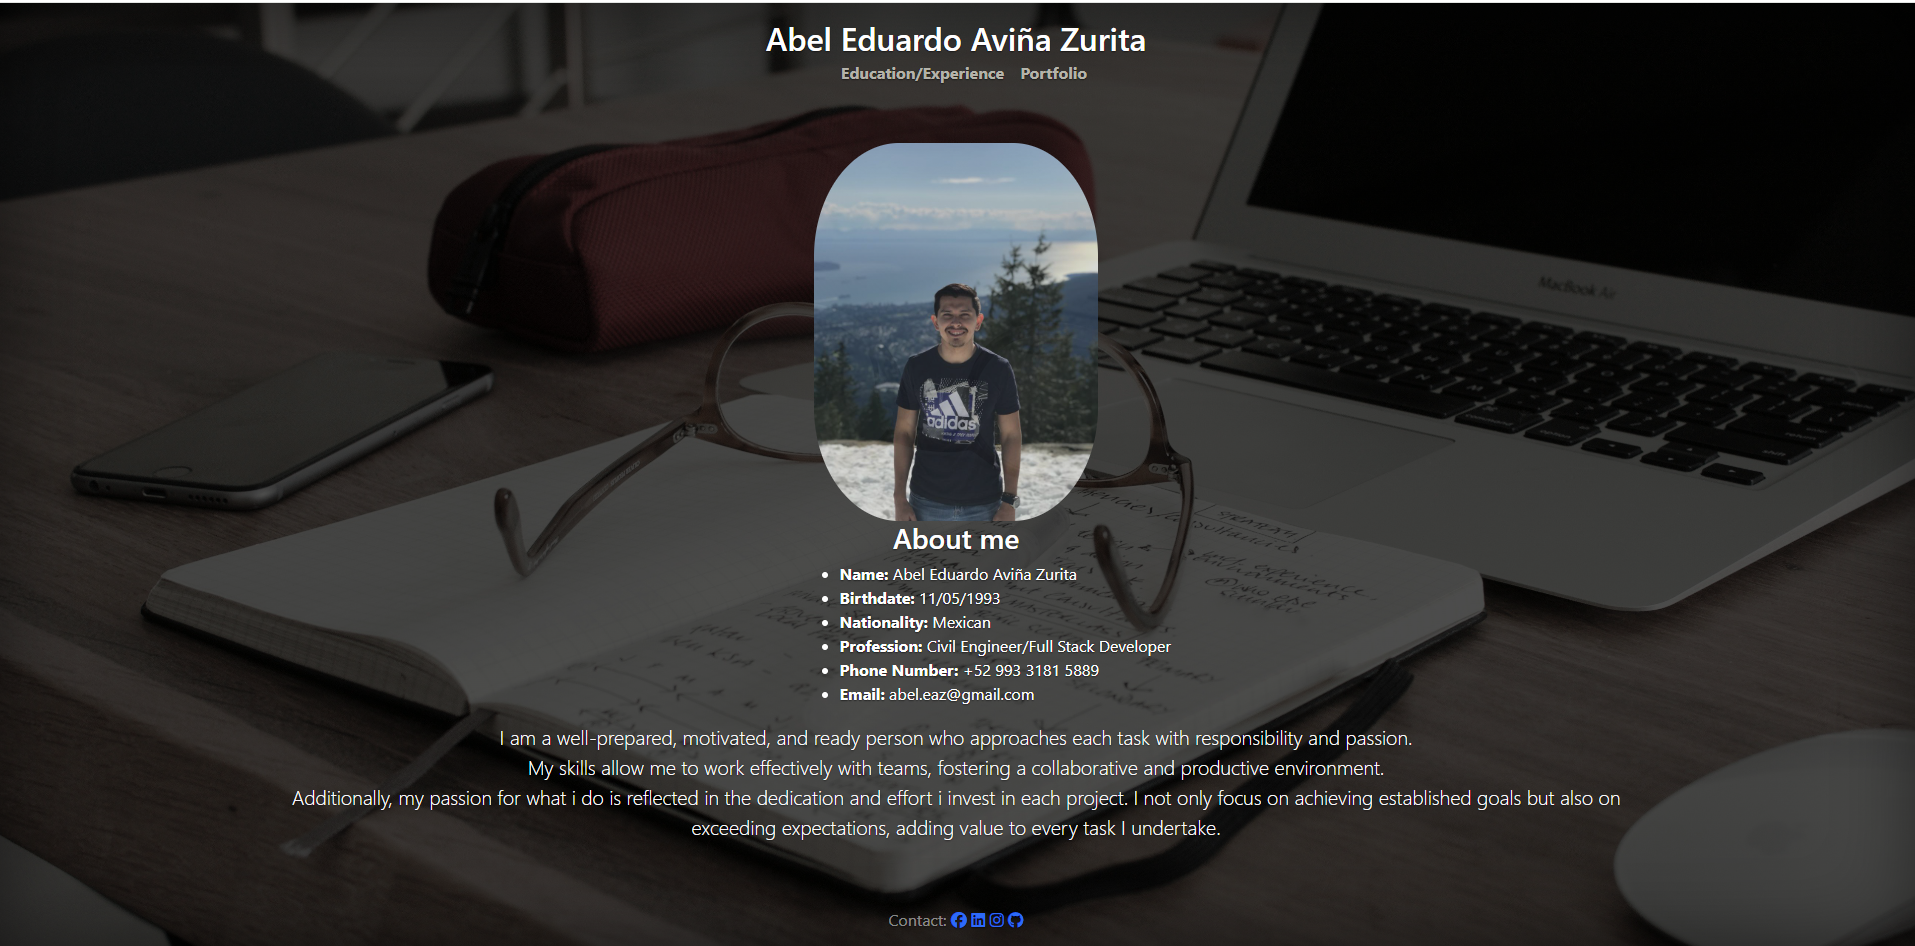 Abel Eduardo Aviña Zurita
Education/Experience Portfolio
MacBook Air
adidas
About me
Name: Abel Eduardo Aviña Zurita
Birthdate: 11/05/1993
Nationality: Mexican
Profession: Civil Engineer/Full Stack Developer
Phone Number: +52 993 3181 5889
Email: abel.eaz@gmail.com
I am a well-prepared, motivated, and ready person who approaches each task with responsibility and passion.
My skills allow me to work effectively with teams, fostering a collaborative and productive environment.
Additionally, my passion for what i do is reflected in the dedication and effort i invest in each project. I not only focus on achieving established goals but also on
exceeding expectations, adding value to every task I undertake.
Contact: